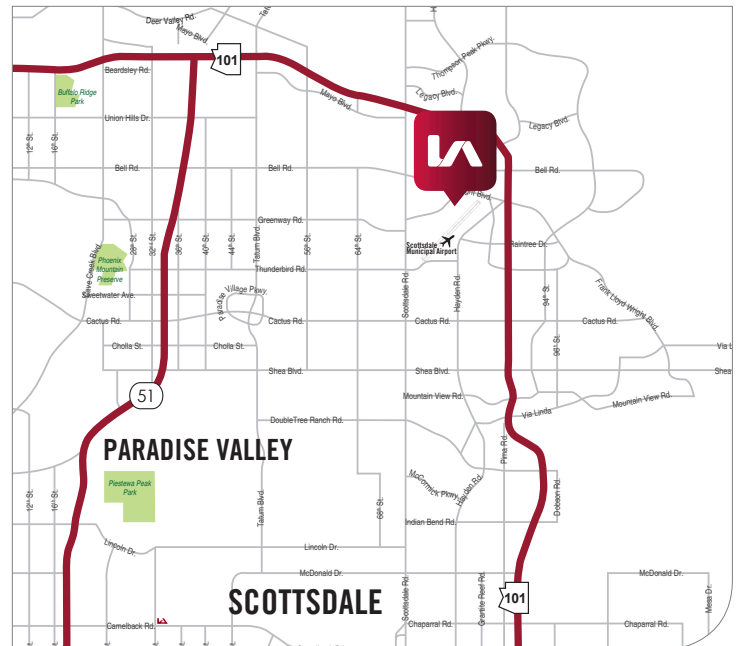 Deer Valley Rd.
Mayo Blvd.
101
Beardsley Rd.
Thompson Peak Pkwy.
Buffalo Ridge
Park
Mayo Blvd.
Legacy Blvd.
Union Hills Dr.
Legacy Blvd.
12th St.
16th St.
LA
Bell Rd.
Bell Rd.
Bell Rd.
Greenway Rd.
28th St.
32nd St.
36th St.
40th St.
44th St.
Tatum Blvd.
56th St.
64th St.
Scottsdale
Municipal Airport
Raintree Dr.
Cave Creek Blvd.
Phoenix
Mountain
Preserve
Thunderbird Rd.
Scottsdale Rd.
Hayden Rd.
94th St.
Frank Lloyd Wright Blvd.
Sweetwater Ave.
Paradise Village Pkwy.
Cactus Rd.
Cactus Rd.
Cactus Rd.
Cactus Rd.
Cholla St.
Cholla St.
96th St.
Via L
Shea Blvd.
Shea Blvd.
Shea
51
Mountain View Rd.
Mountain View Rd.
Via Linda
DoubleTree Ranch Rd.
PARADISE VALLEY
Pima Rd.
Piestewa Peak
Park
12th St.
16th St.
Tatum Blvd.
68th St.
McCormick Pkwy.
Hayden Rd.
Dobson Rd.
Indian Bend Rd.
Lincoln Dr.
Lincoln Dr.
McDonald Dr.
McDonald Dr.
SCOTTSDALE
Scottsdale Rd.
Granite Reef Rd.
101
Mesa Dr.
Camelback Rd.
LA
Chaparral Rd.
Chaparral Rd.